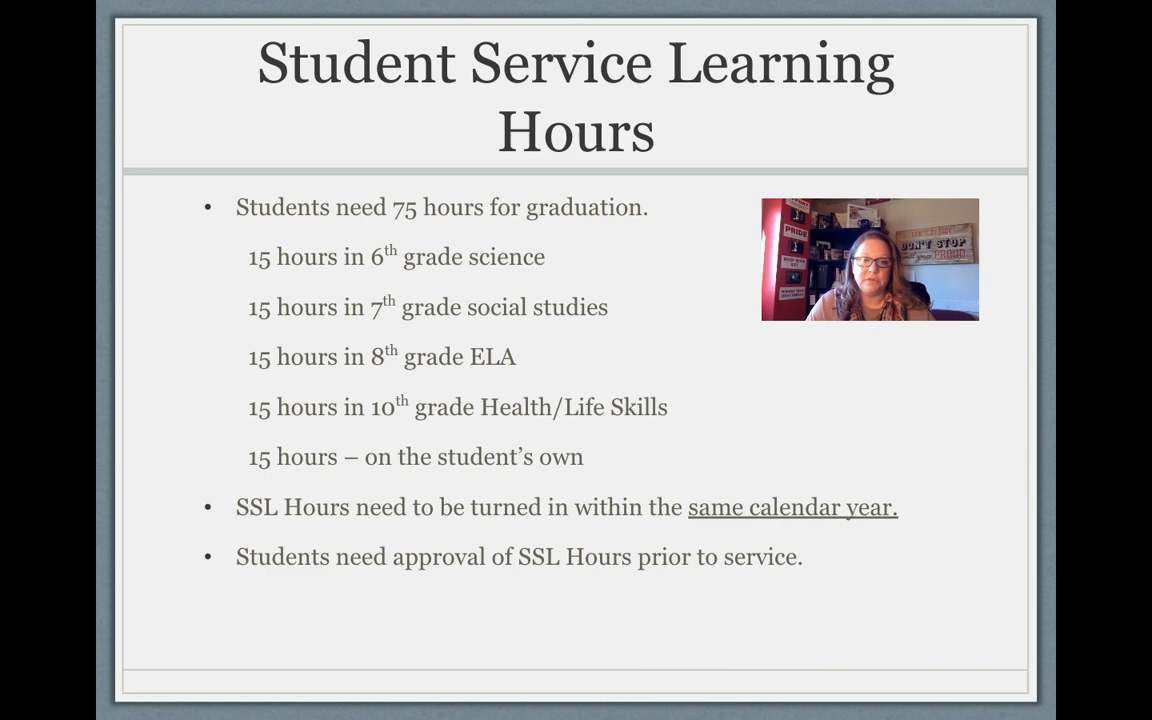 Student Service Learning
Hours
• Students need 75 hours for graduation.
15 hours in 6th grade science
15 hours in 7th grade social studies
15 hours in 8th grade ELA
15 hours in 10th grade Health/Life Skills
15 hours – on the student’s own
• SSL Hours need to be turned in within the same calendar year.
• Students need approval of SSL Hours prior to service.
PRIDE
DON'T STOP
PROUD